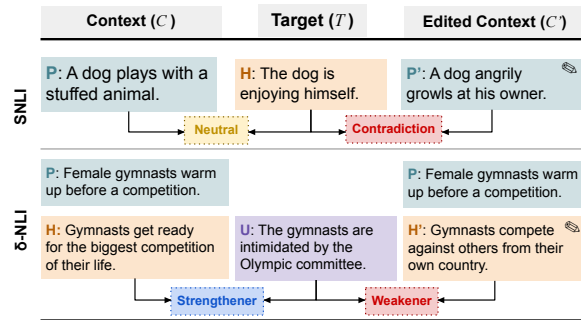 Context (C)
Target (T)
Edited Context (C')
SNLI
P: A dog plays with a
stuffed animal.
H: The dog is
enjoying himself.
P': A dog angrily
growls at his owner.
Neutral
Contradiction
δ-NLI
P: Female gymnasts warm
up before a competition.
P: Female gymnasts warm
up before a competition.
H: Gymnasts get ready
for the biggest competition
of their life.
U: The gymnasts are
intimidated by the
Olympic committee.
H': Gymnasts compete
against others from their
own country.
Strengthener
Weakener